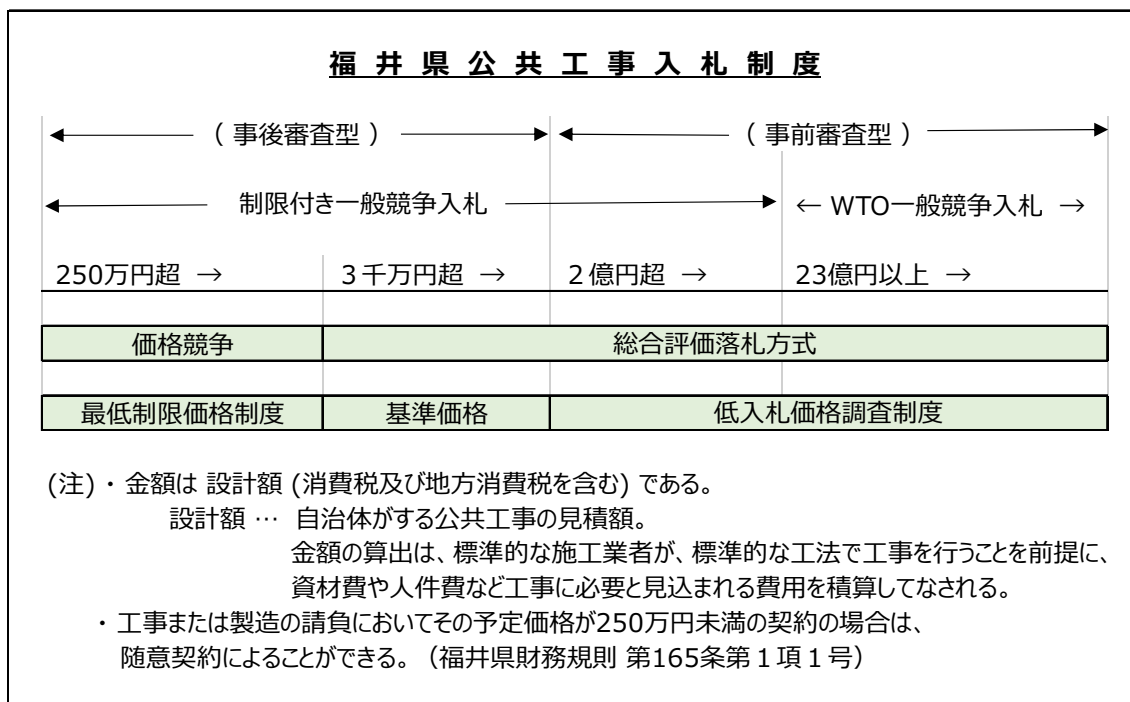 福井県公共工事入札制度
（ 事後審査型 ） （ 事前審査型 ）
制限付き一般競争入札 ← WTO一般競争入札 →
250万円超 → ３千万円超 → ２億円超 → 23億円以上 →
価格競争 総合評価落札方式
最低制限価格制度 基準価格 低入札価格調査制度
(注) ・ 金額は 設計額 (消費税及び地方消費税を含む) である。
設計額 … 自治体がする公共工事の見積額。
金額の算出は、標準的な施工業者が、標準的な工法で工事を行うことを前提に、
資材費や人件費など工事に必要と見込まれる費用を積算してなされる。
・ 工事または製造の請負においてその予定価格が250万円未満の契約の場合は、
随意契約によることができる。（福井県財務規則 第165条第１項１号）